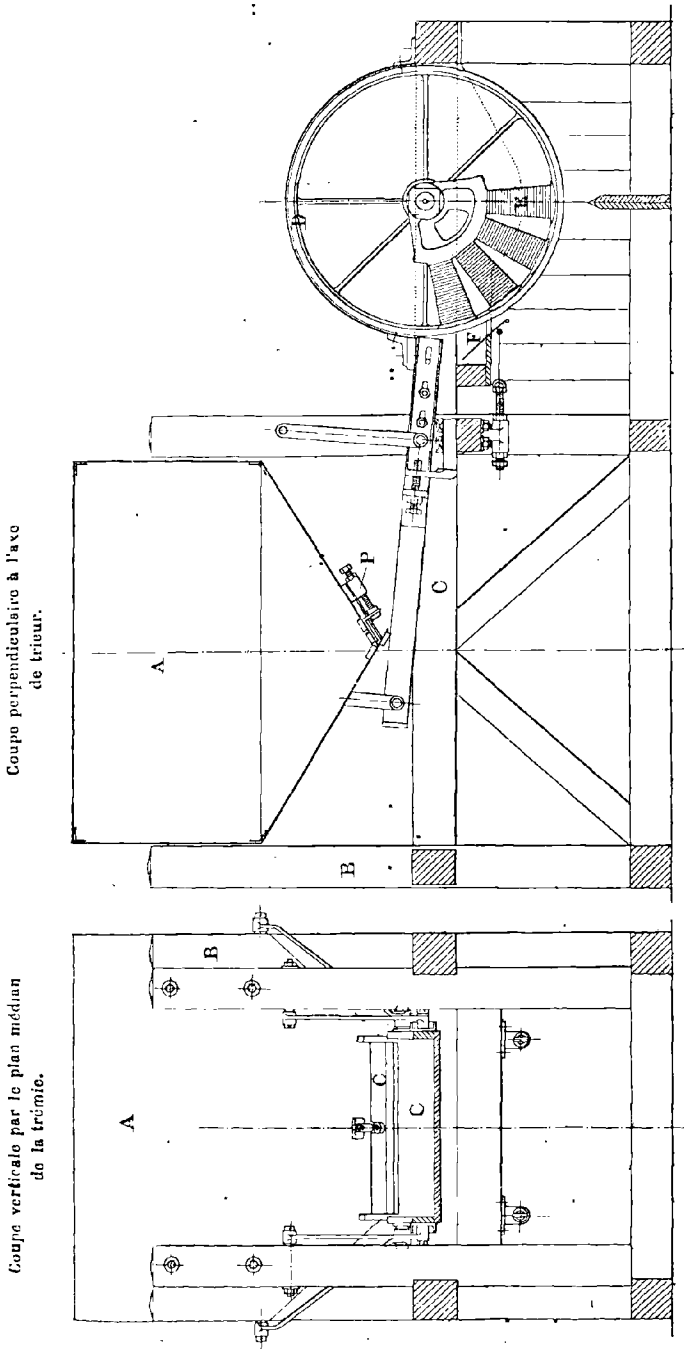 Coupe perpendiculaire à l'axe
de trieur.
A
P
B
C
D
E
F
Coupe verticale par le plan médian
de la trémie.
A
B
C
C